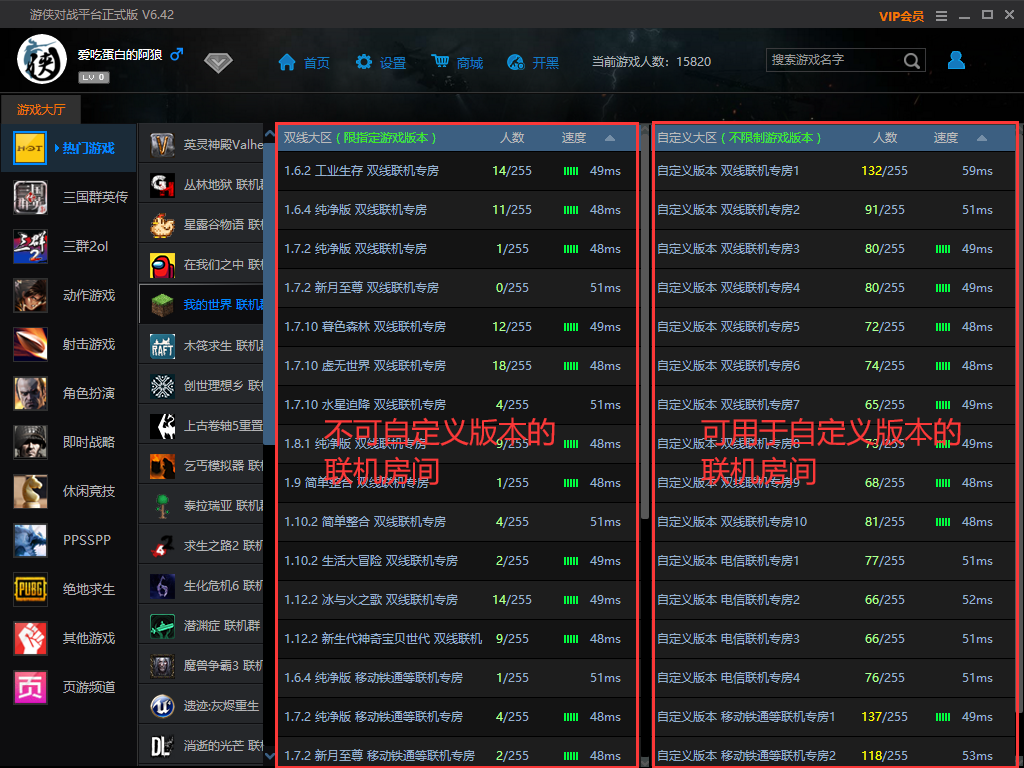 游侠对战平台正式版 V6.42
VIP会员
爱吃蛋白的阿狼
LV 0
首页
设置
商城
开黑
当前游戏人数：15820
搜索游戏名字
游戏大厅
HOT
热门游戏
三国群英传
三群2ol
动作游戏
射击游戏
角色扮演
即时战略
休闲竞技
PPSSPP
PUBG
绝地求生
其他游戏
页
页游频道
英灵神殿Valhe
丛林地狱 联机群
星露谷物语 联
在我们之中 联
我的世界 联机群
RAFT
木筏求生 联机群
创世理想乡 联机
上古卷轴5重置
乞丐模拟器 联
泰拉瑞亚 联机群
求生之路2 联机
生化危机6 联机
潜渊症 联机群
魔兽争霸3 联机
遗迹:灰烬重生
DL
消逝的光芒 联
双线大区（限指定游戏版本） 人数 速度
1.6.2 工业生存 双线联机专房 14/255 49ms
1.6.4 纯净版 双线联机专房 11/255 48ms
1.7.2 纯净版 双线联机专房 1/255 48ms
1.7.2 新月至尊 双线联机专房 0/255 51ms
1.7.10 暮色森林 双线联机专房 12/255 49ms
1.7.10 虚无世界 双线联机专房 18/255 48ms
1.7.10 水星迫降 双线联机专房 4/255 51ms
1.8.1 纯净版 双线联机专房 9/255 48ms
1.9 简单整合 双线联机专房 1/255 48ms
1.10.2 简单整合 双线联机专房 4/255 51ms
1.10.2 生活大冒险 双线联机专房 2/255 49ms
1.12.2 冰与火之歌 双线联机专房 14/255 49ms
1.12.2 新生代神奇宝贝世代 双线联机 9/255 48ms
1.6.4 纯净版 移动铁通等联机专房 1/255 51ms
1.7.2 纯净版 移动铁通等联机专房 4/255 49ms
1.7.2 新月至尊 移动铁通等联机专房 2/255 48ms
不可自定义版本的
联机房间
自定义大区（不限制游戏版本） 人数 速度
自定义版本 双线联机专房1 132/255 59ms
自定义版本 双线联机专房2 91/255 51ms
自定义版本 双线联机专房3 80/255 49ms
自定义版本 双线联机专房4 80/255 49ms
自定义版本 双线联机专房5 72/255 49ms
自定义版本 双线联机专房6 74/255 48ms
自定义版本 双线联机专房7 65/255 49ms
自定义版本 双线联机专房8 73/255 48ms
自定义版本 双线联机专房9 68/255 48ms
自定义版本 双线联机专房10 81/255 48ms
自定义版本 电信联机专房1 77/255 51ms
自定义版本 电信联机专房2 66/255 52ms
自定义版本 电信联机专房3 66/255 51ms
自定义版本 电信联机专房4 76/255 51ms
自定义版本 移动铁通等联机专房1 137/255 49ms
自定义版本 移动铁通等联机专房2 118/255 53ms
可用于自定义版本的
联机房间